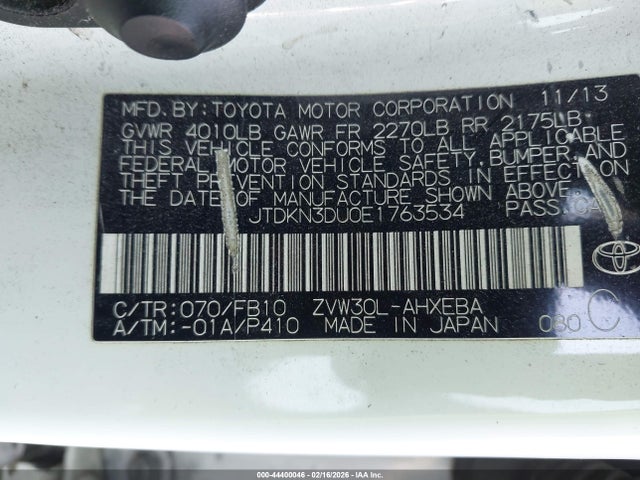 MFD.BY:TOYOTA MOTOR CORPORATION 11/13
GVWR 4010LB GAWR FR 2270LB RR 2175LB
THIS VEHICLE CONFORMS TO ALL APPLICABLE
FEDERAL MOTOR VEHICLE SAFETY, BUMPER, AND
THEFT PREVENTION STANDARDS IN EFFECT ON
THE DATE OF MANUFACTURE SHOWN ABOVE.
JTDKN3DU0E1763534 PASS.CAR
C/TR:070/FB10 ZVW30L-AHXEBA
A/TM:-01A/P410 MADE IN JAPAN 080 C
000-44400046 - 02/16/2026 - IAA Inc.